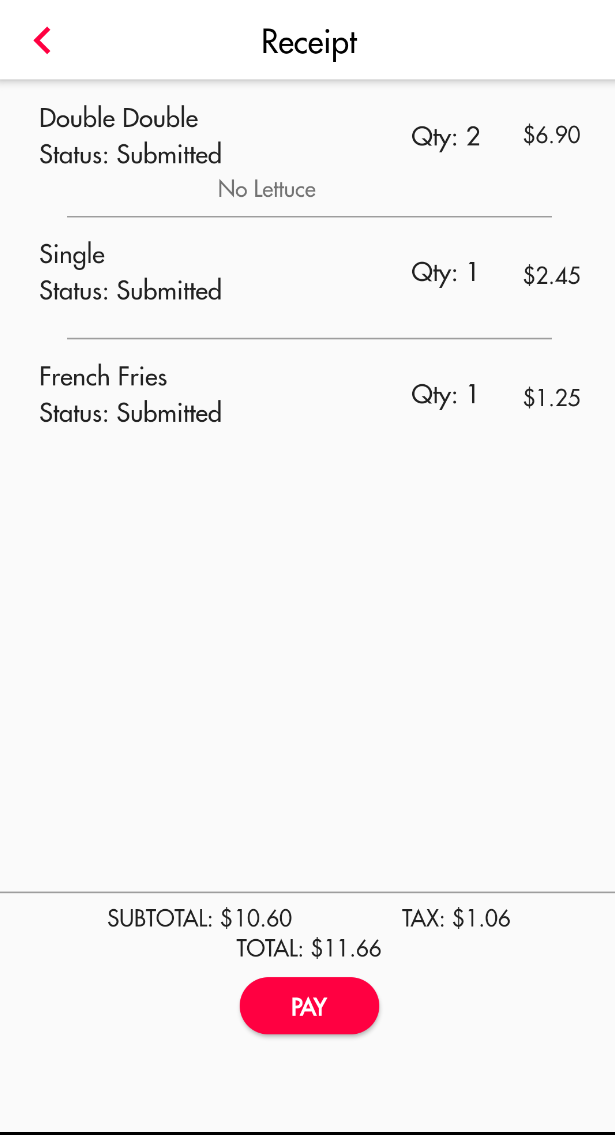 Receipt
Double Double
Status: Submitted
Qty: 2
$6.90
No Lettuce
Single
Status: Submitted
Qty: 1
$2.45
French Fries
Status: Submitted
Qty: 1
$1.25
SUBTOTAL: $10.60
TAX: $1.06
TOTAL: $11.66
PAY